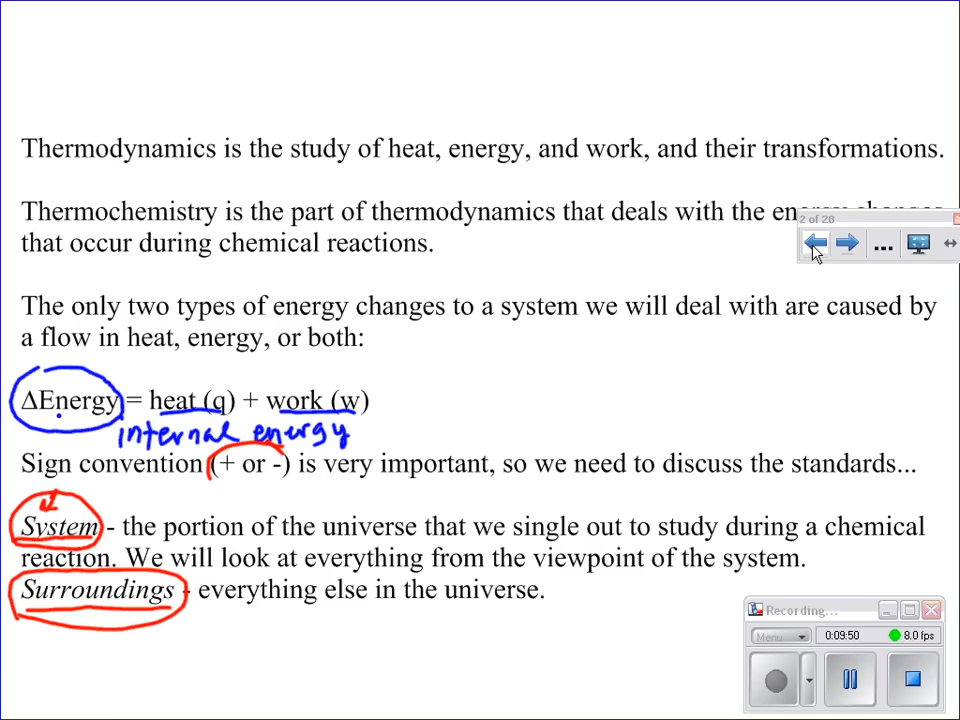 Thermodynamics is the study of heat, energy, and work, and their transformations.
Thermochemistry is the part of thermodynamics that deals with the energy changes
that occur during chemical reactions.
2 of 28
The only two types of energy changes to a system we will deal with are caused by
a flow in heat, energy, or both:
ΔEnergy = heat (q) + work (w)
internal energy
Sign convention (+ or -) is very important, so we need to discuss the standards...
System - the portion of the universe that we single out to study during a chemical
reaction. We will look at everything from the viewpoint of the system.
Surroundings - everything else in the universe.
Recording...
Menu
0:09:50
8.0 fps